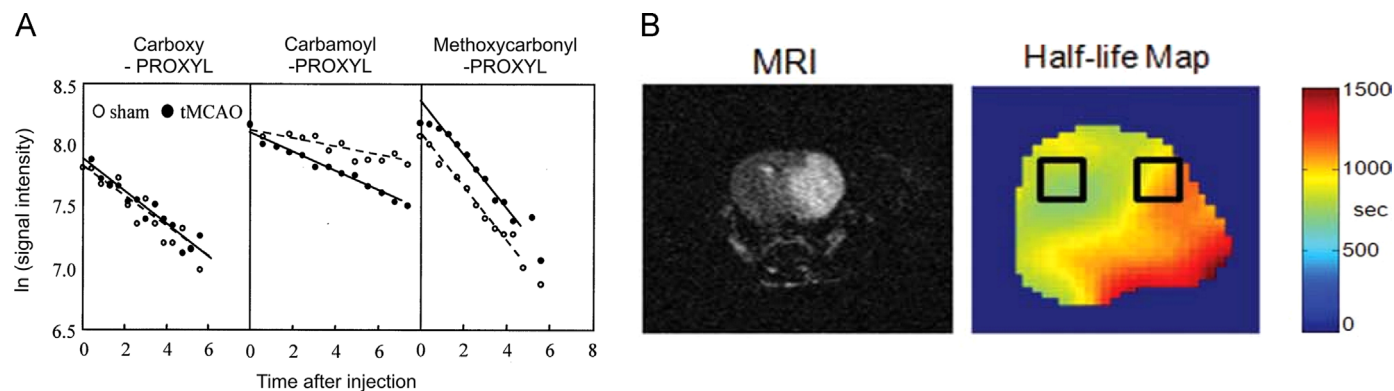 A
Carboxy
- PROXYL
Carbamoyl
-PROXYL
Methoxycarbonyl
-PROXYL
ln (signal intensity)
8.5
8.0
7.5
7.0
6.5
sham
tMCAO
0 2 4 6
0 2 4 6
0 2 4 6 8
Time after injection
B
MRI
Half-life Map
1500
1000
sec
500
0